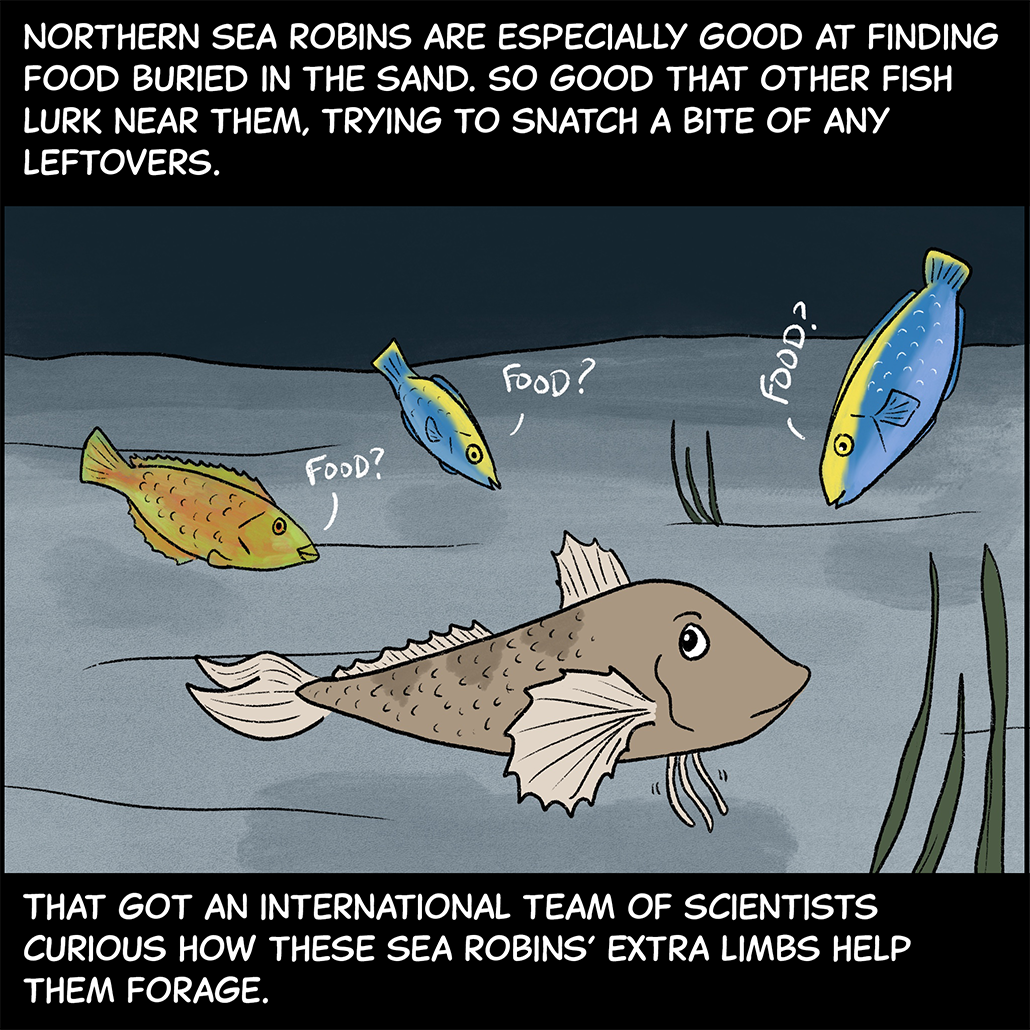 NORTHERN SEA ROBINS ARE ESPECIALLY GOOD AT FINDING
FOOD BURIED IN THE SAND. SO GOOD THAT OTHER FISH
LURK NEAR THEM, TRYING TO SNATCH A BITE OF ANY
LEFTOVERS.
FOOD?
FOOD?
FOOD?
THAT GOT AN INTERNATIONAL TEAM OF SCIENTISTS
CURIOUS HOW THESE SEA ROBINS’ EXTRA LIMBS HELP
THEM FORAGE.